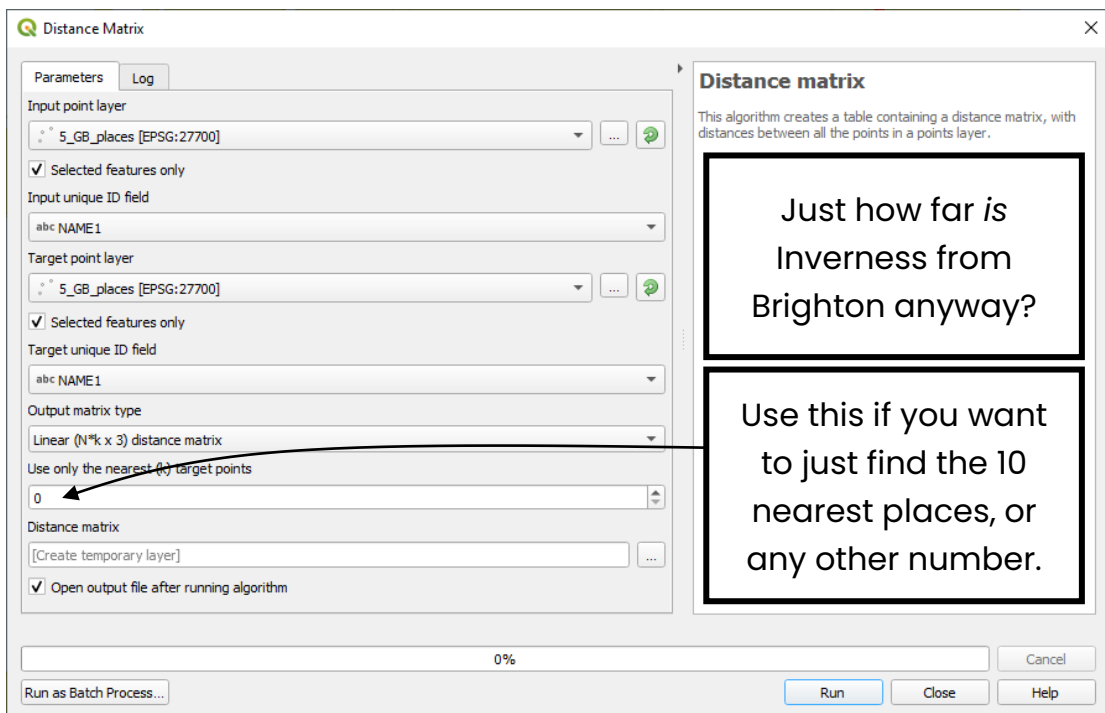 Distance Matrix
Parameters
Log
Input point layer
5_GB_places [EPSG:27700]
...
Selected features only
Input unique ID field
abc NAME1
Target point layer
5_GB_places [EPSG:27700]
...
Selected features only
Target unique ID field
abc NAME1
Output matrix type
Linear (N*k x 3) distance matrix
Use only the nearest (k) target points
0
Distance matrix
[Create temporary layer]
...
Open output file after running algorithm
Distance matrix
This algorithm creates a table containing a distance matrix, with
distances between all the points in a points layer.
Just how far is
Inverness from
Brighton anyway?
Use this if you want
to just find the 10
nearest places, or
any other number.
0%
Cancel
Run as Batch Process...
Run
Close
Help